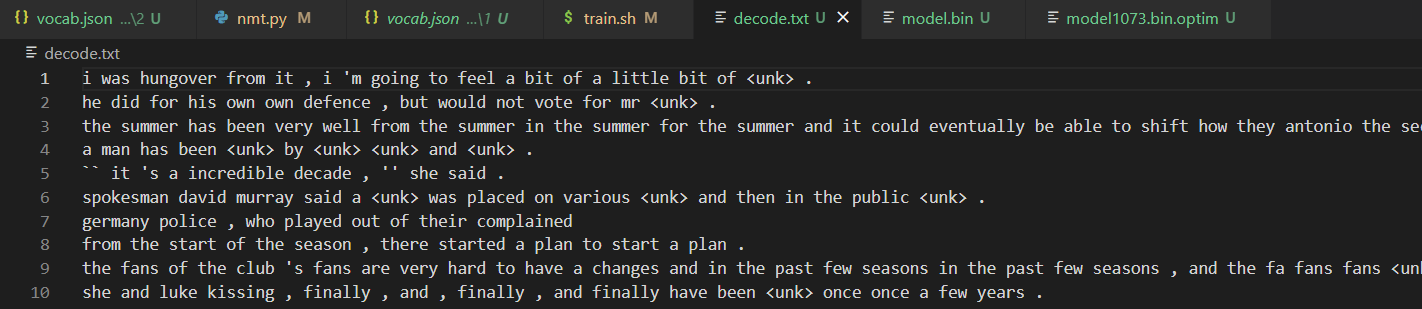 vocab.json ...\2 U nmt.py M vocab.json ...\1 U train.sh M decode.txt U model.bin U model1073.bin.optim U
decode.txt
1 i was hungover from it , i 'm going to feel a bit of a little bit of <unk> .
2 he did for his own own defence , but would not vote for mr <unk> .
3 the summer has been very well from the summer in the summer for the summer and it could eventually be able to shift how they antonio the sec
4 a man has been <unk> by <unk> <unk> and <unk> .
5 `` it 's a incredible decade , '' she said .
6 spokesman david murray said a <unk> was placed on various <unk> and then in the public <unk> .
7 germany police , who played out of their complained
8 from the start of the season , there started a plan to start a plan .
9 the fans of the club 's fans are very hard to have a changes and in the past few seasons in the past few seasons , and the fa fans fans <un
10 she and luke kissing , finally , and , finally , and finally have been <unk> once once a few years .